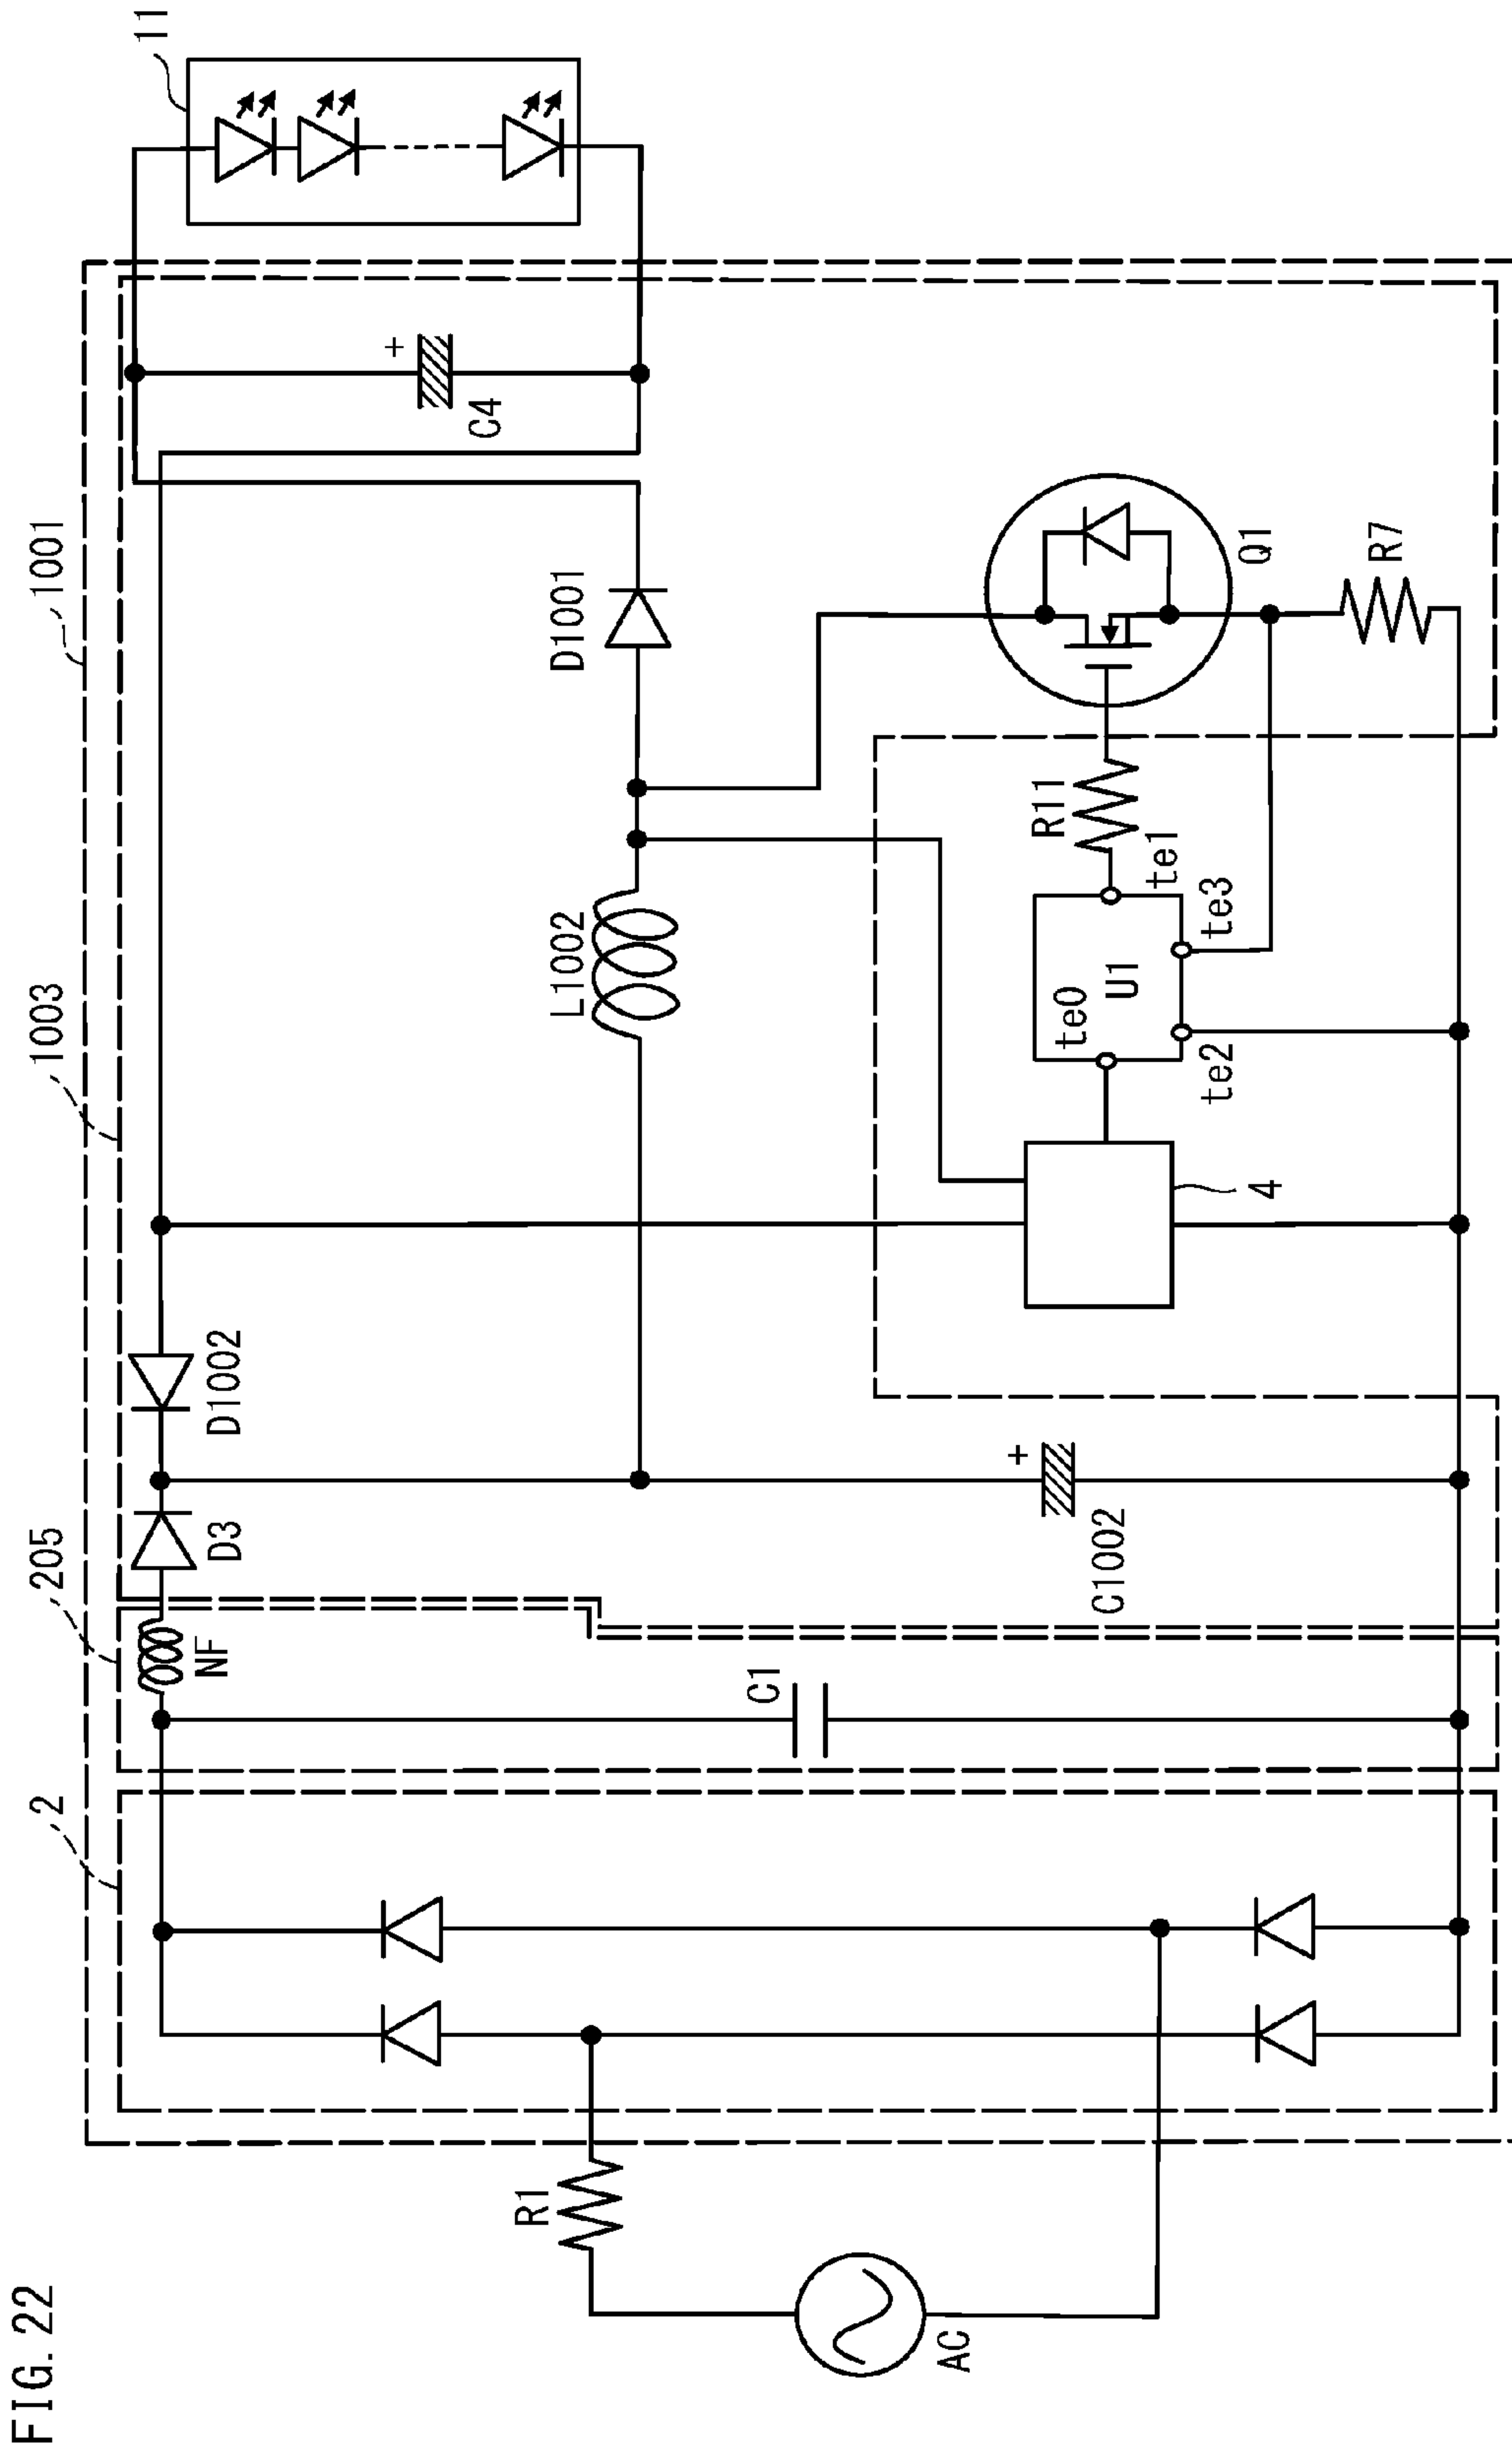 FIG. 22
1001
1003
205
2
11
NF
D3
D1002
C4
+
R1
L1002
D1001
C1
AC
C1002
+
4
te0
U1
te1
te2
te3
R11
Q1
R7